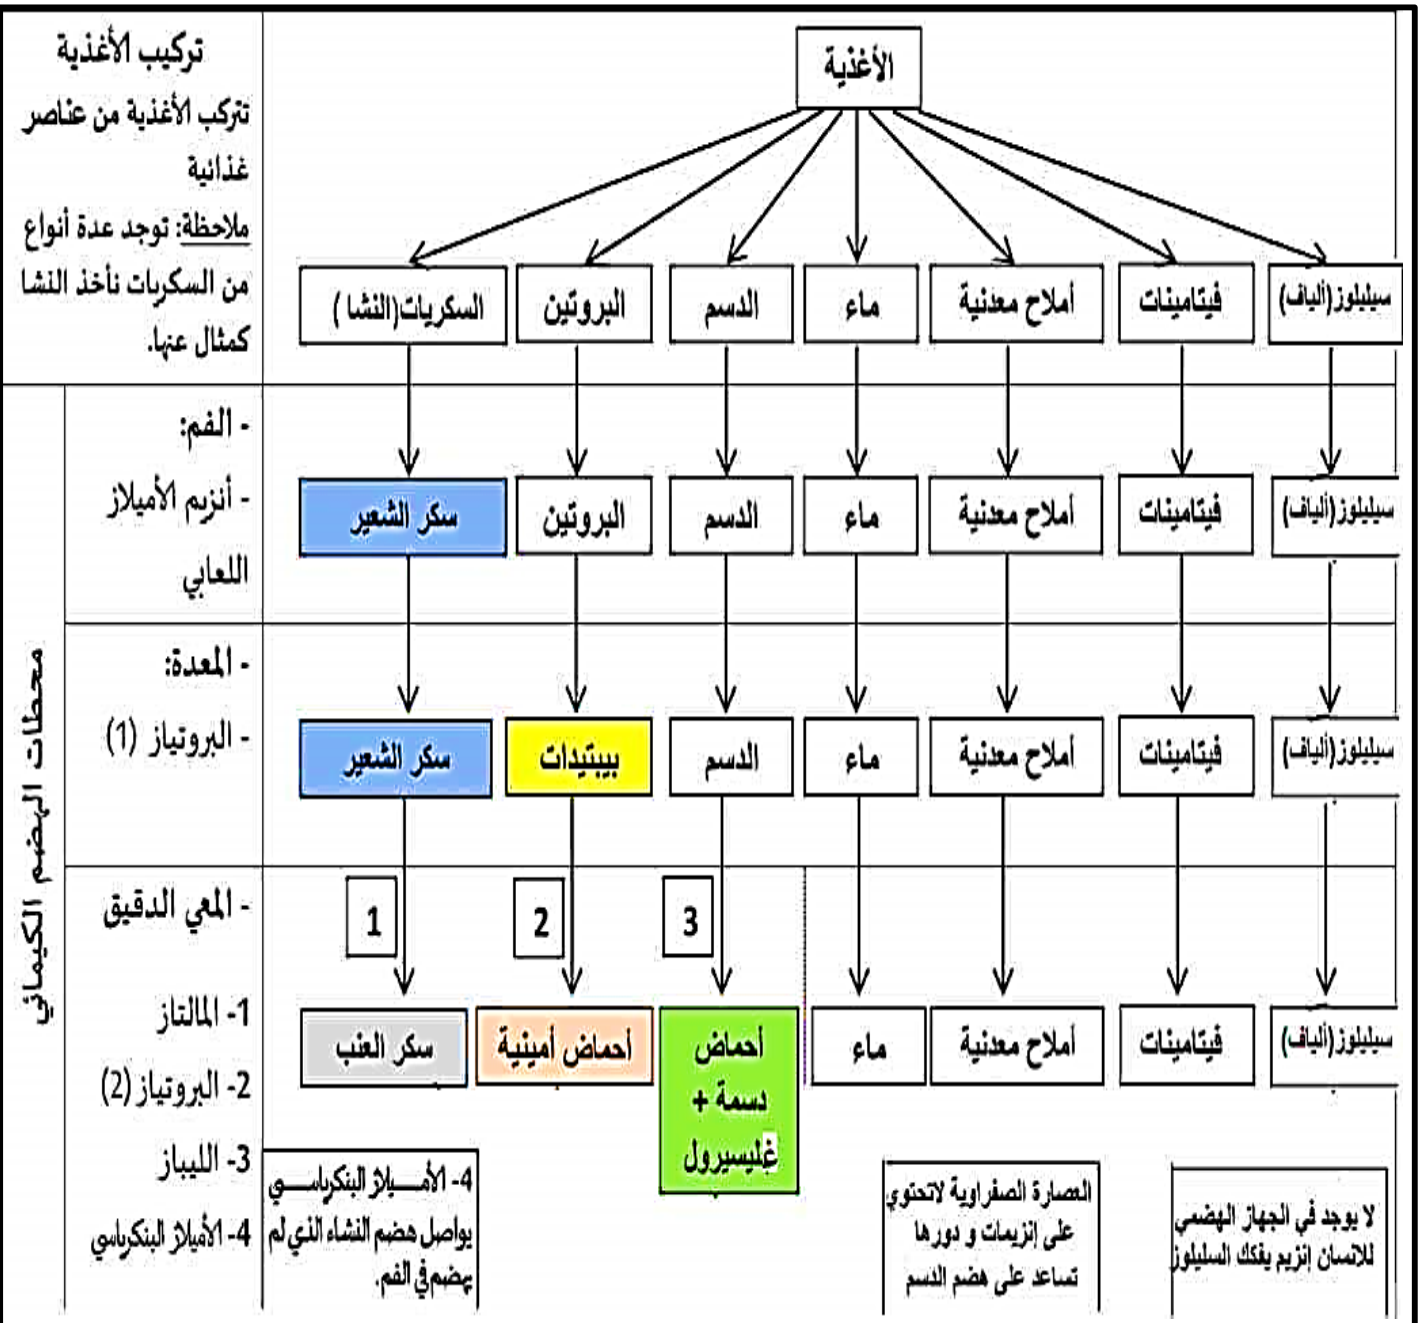 الأغذية
تركيب الأغذية
تتركب الأغذية من عناصر
غذائية
ملاحظة: توجد عدة أنواع
من السكريات نأخذ النشا
كمثال عنها.
سيليلوز(ألياف)
فيتامينات
أملاح معدنية
ماء
الدسم
البروتين
السكريات(النشا )
محطات الهضم الكيمائي
- الفم:
- أنزيم الأميلاز
اللعابي
سيليلوز(ألياف)
فيتامينات
أملاح معدنية
ماء
الدسم
البروتين
سكر الشعير
- المعدة:
- البروتياز (1)
سيليلوز(ألياف)
فيتامينات
أملاح معدنية
ماء
الدسم
بيبتيدات
سكر الشعير
- المعي الدقيق
1- المالتاز
2- البروتياز(2)
3- الليباز
4- الأميلاز البنكرياسي
3
2
1
سيليلوز(ألياف)
فيتامينات
أملاح معدنية
ماء
أحماض
دسمة +
غليسيرول
أحماض أمينية
سكر العنب
لا يوجد في الجهاز الهضمي
للانسان إنزيم يفكك السليلوز
العصارة الصفراوية لاتحتوي
على إنزيمات و دورها
تساعد على هضم الدسم
4- الأميلاز البنكرياسي
يواصل هضم النشاء الذي لم
يهضم في الفم.